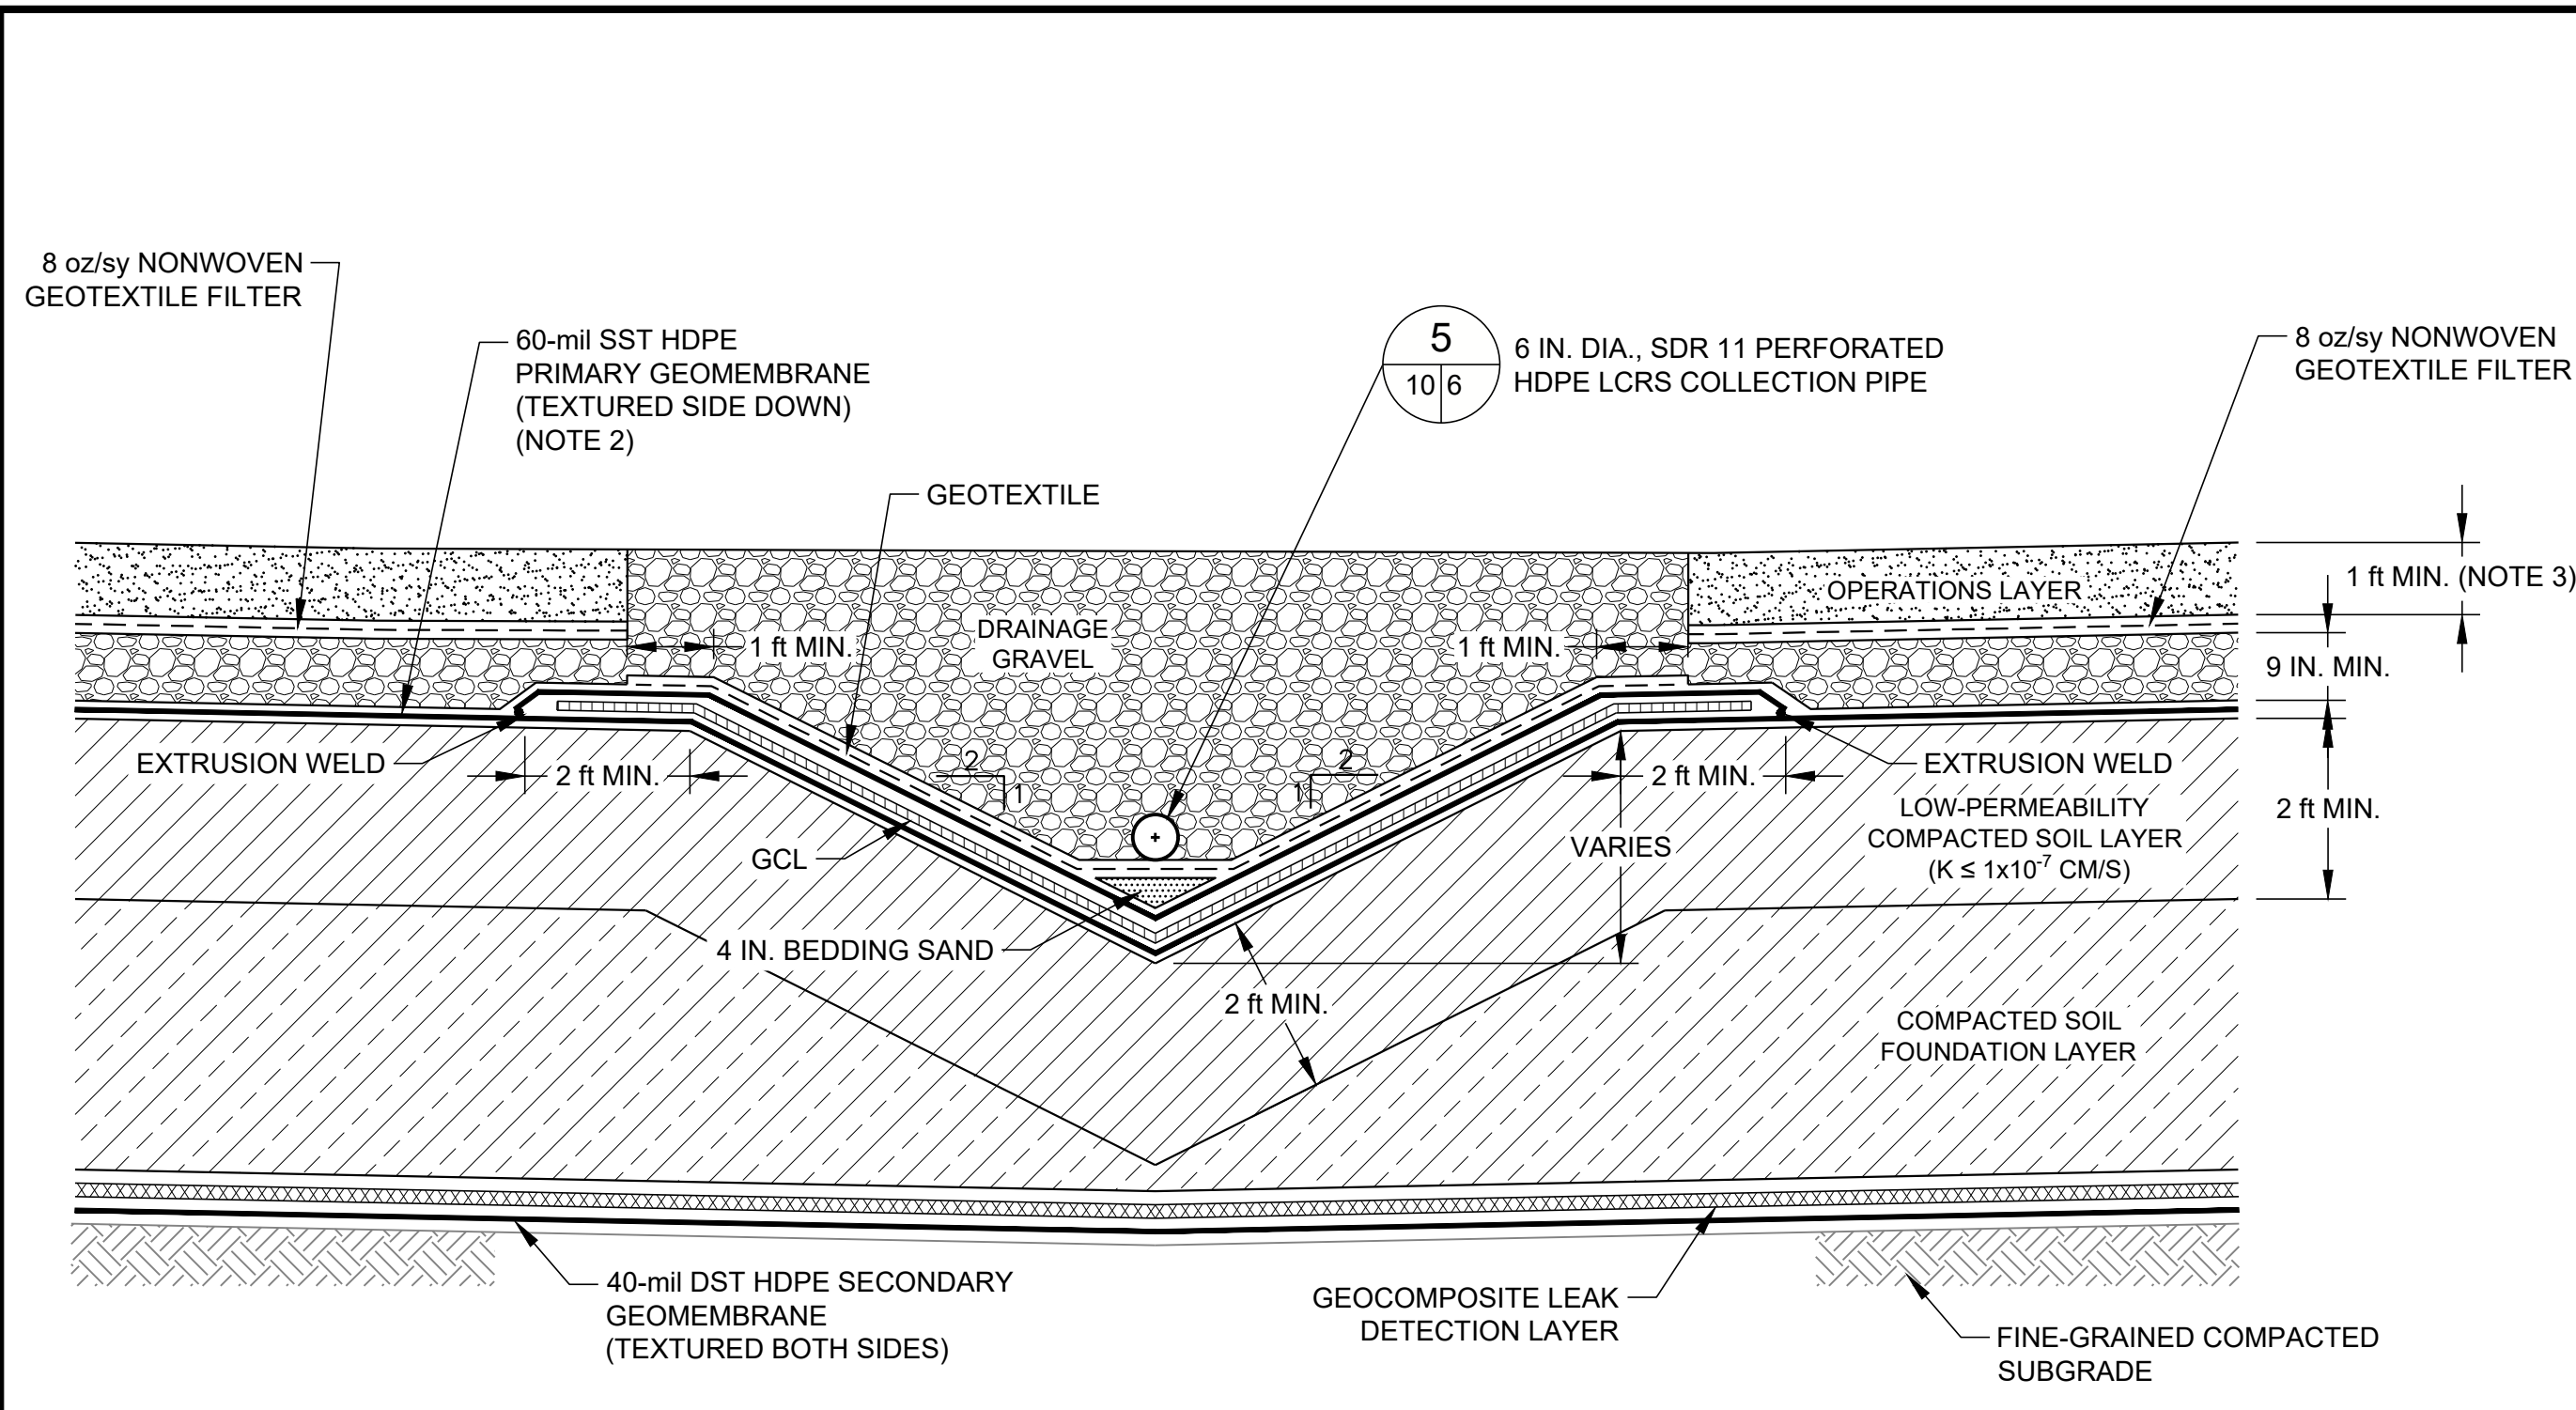 8 oz/sy NONWOVEN
GEOTEXTILE FILTER
60-mil SST HDPE
PRIMARY GEOMEMBRANE
(TEXTURED SIDE DOWN)
(NOTE 2)
GEOTEXTILE
5
10 6
6 IN. DIA., SDR 11 PERFORATED
HDPE LCRS COLLECTION PIPE
8 oz/sy NONWOVEN
GEOTEXTILE FILTER
1 ft MIN. (NOTE 3)
OPERATIONS LAYER
DRAINAGE
GRAVEL
1 ft MIN.
1 ft MIN.
9 IN. MIN.
EXTRUSION WELD
2 ft MIN.
2
1
2
1
2 ft MIN.
EXTRUSION WELD
LOW-PERMEABILITY
COMPACTED SOIL LAYER
(K ≤ 1x10⁻⁷ CM/S)
2 ft MIN.
GCL
VARIES
4 IN. BEDDING SAND
2 ft MIN.
COMPACTED SOIL
FOUNDATION LAYER
40-mil DST HDPE SECONDARY
GEOMEMBRANE
(TEXTURED BOTH SIDES)
GEOCOMPOSITE LEAK
DETECTION LAYER
FINE-GRAINED COMPACTED
SUBGRADE